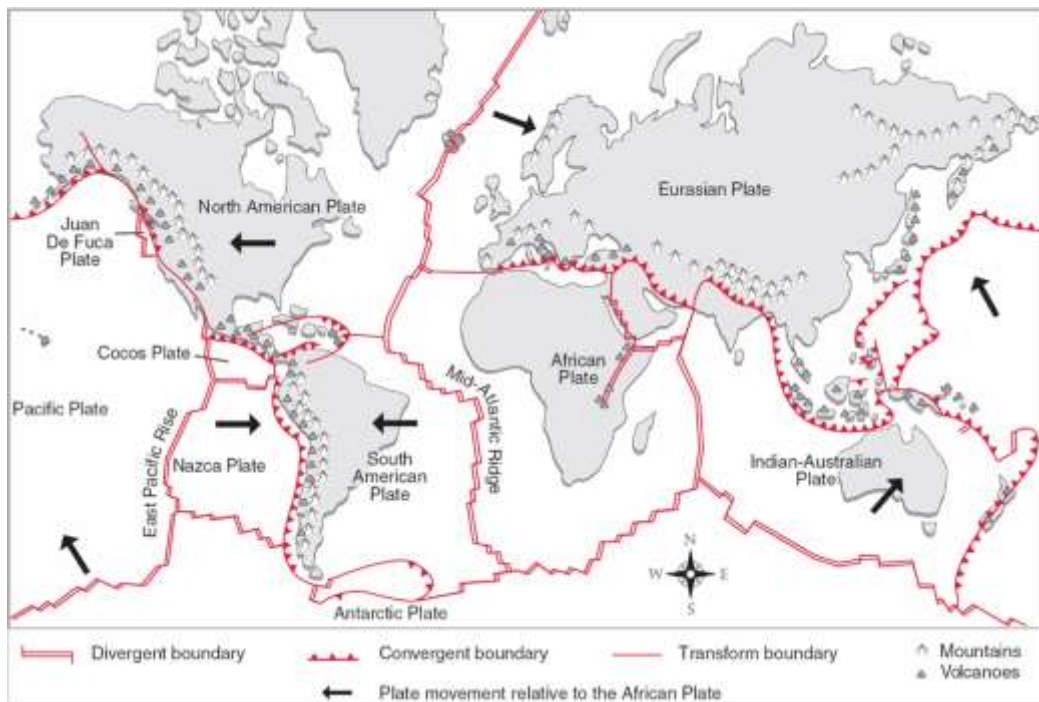 Eurasian Plate
North American Plate
Juan
De Fuca
Plate
Cocos Plate
African
Plate
Mid-Atlantic Ridge
Pacific Plate
East Pacific Rise
Nazca Plate
South
American
Plate
Indian-Australian
Plate
N
W E
S
Antarctic Plate
Divergent boundary
Convergent boundary
Transform boundary
Mountains
Volcanoes
Plate movement relative to the African Plate